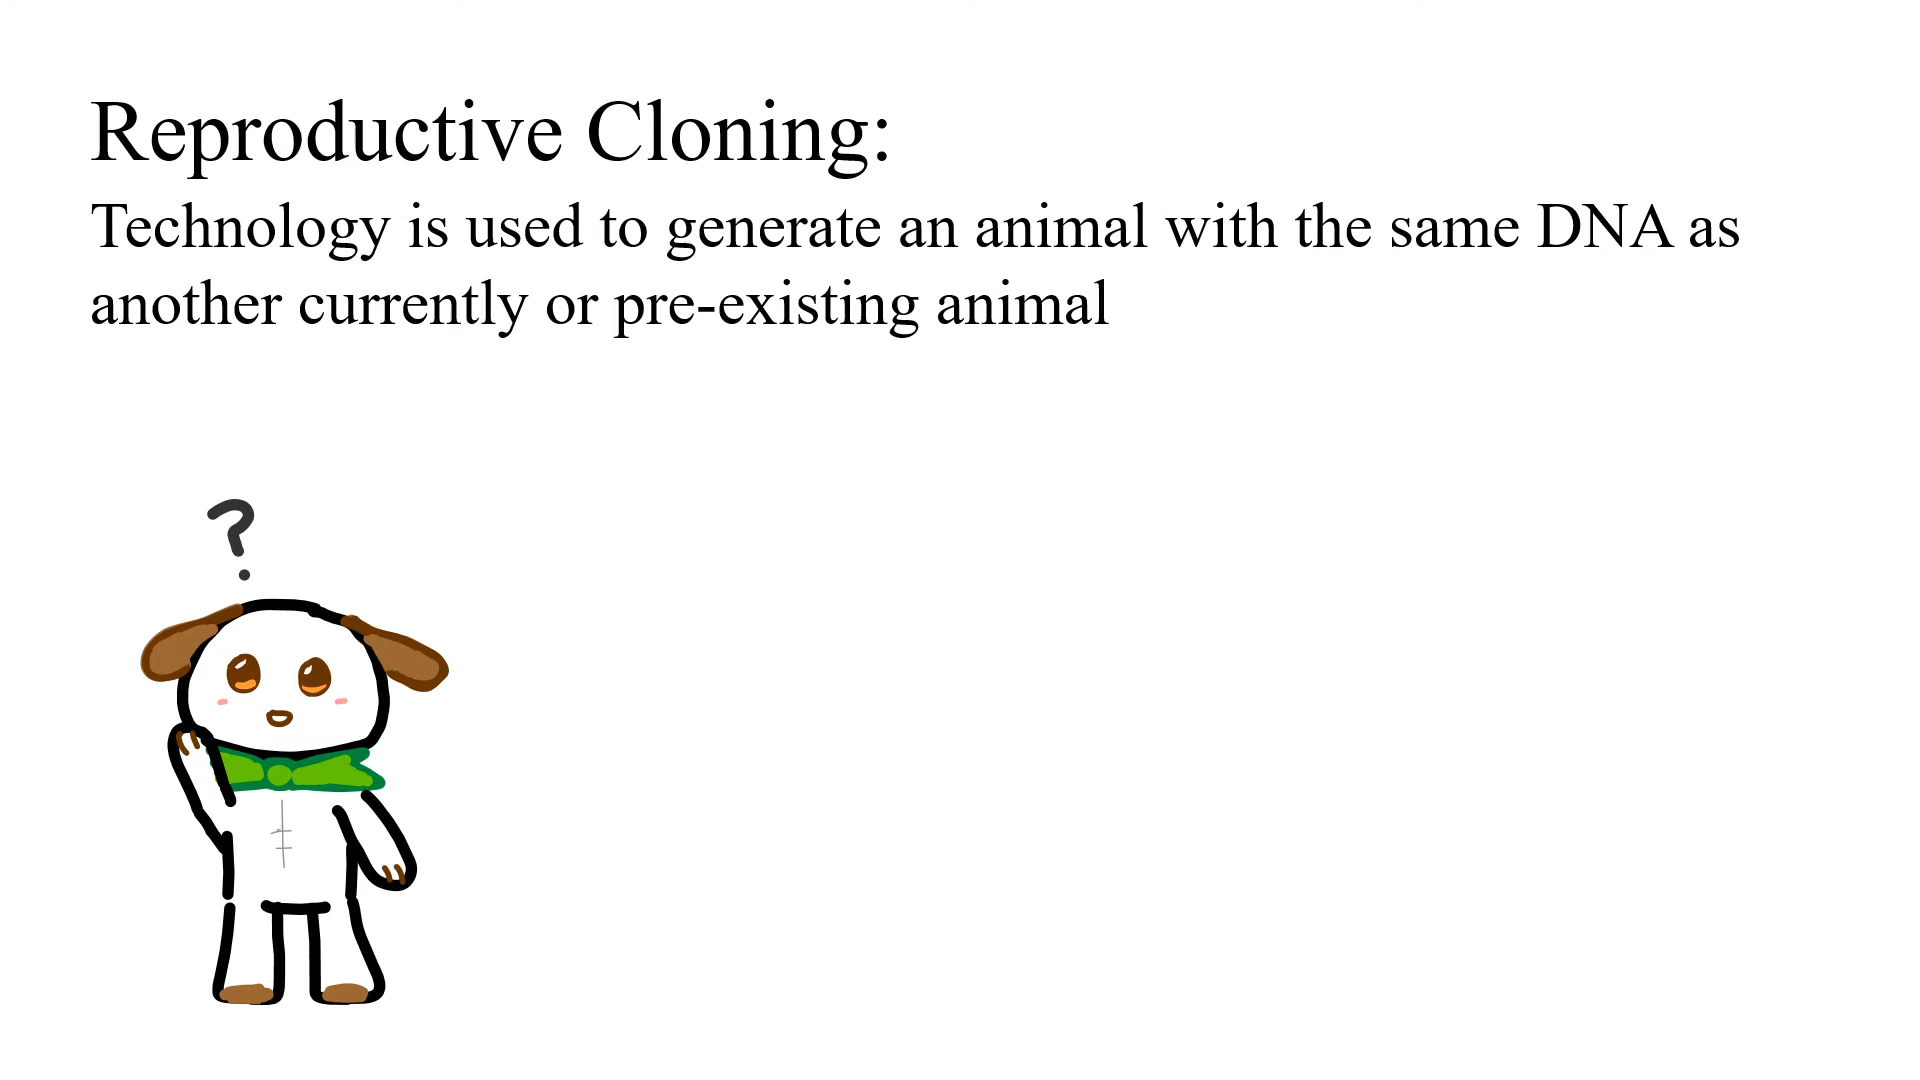 Reproductive Cloning:
Technology is used to generate an animal with the same DNA as
another currently or pre-existing animal
?